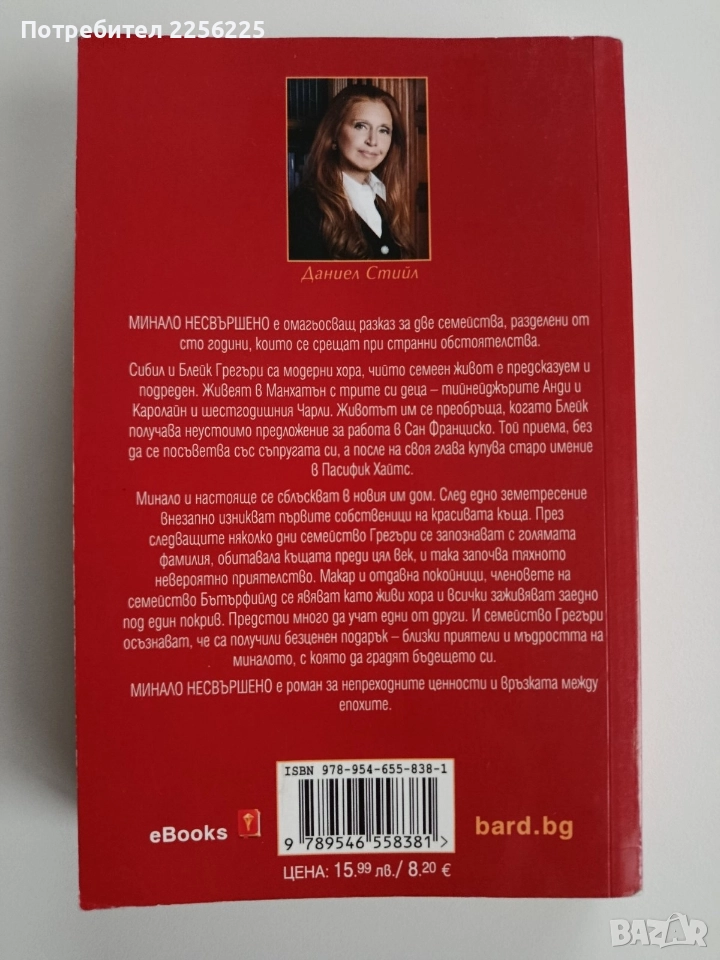 Потребител 2256225
Даниел Стийл
МИНАЛО НЕСВЪРШЕНО е омагьосващ разказ за две семейства, разделени от
сто години, които се срещат при странни обстоятелства.
Сибил и Блейк Грегъри са модерни хора, чийто семеен живот е предсказуем и
подреден. Живеят в Манхатън с трите си деца – тийнейджърите Анди и
Каролайн и шестгодишния Чарли. Животът им се преобръща, когато Блейк
получава неустоимо предложение за работа в Сан Франциско. Той приема, без
да се посъветва със съпругата си, а после на своя глава купува старо имение
в Пасифик Хайтс.
Минало и настояще се сблъскват в новия им дом. След едно земетресение
внезапно изникват първите собственици на красивата къща. През
следващите няколко дни семейство Грегъри се запознават с голямата
фамилия, обитавала къщата преди цял век, и така започва тяхното
невероятно приятелство. Макар и отдавна покойници, членовете на
семейство Бътърфийлд се явяват като живи хора и всички заживяват заедно
под един покрив. Предстои много да учат едни от други. И семейство Грегъри
осъзнават, че са получили безценен подарък – близки приятели и мъдростта на
миналото, с която да градят бъдещето си.
МИНАЛО НЕСВЪРШЕНО е роман за непреходните ценности и връзката между
епохите.
ISBN 978-954-655-838-1
eBooks
bard.bg
9 789546 558381 >
ЦЕНА: 15.99 лв./ 8.20 €
BAZAR